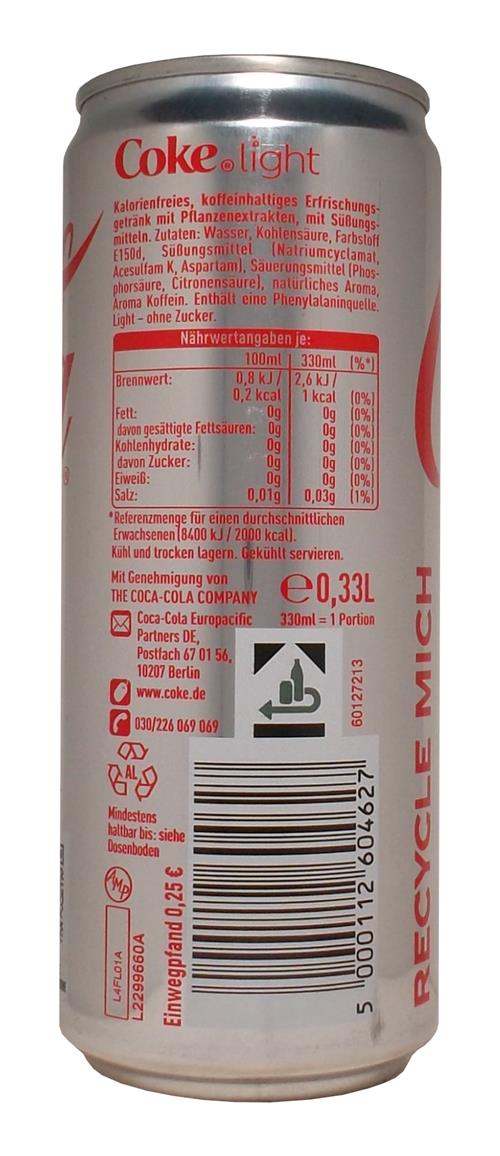 Coke® light
Kalorienfreies, koffeinhaltiges Erfrischungs-
getränk mit Pflanzenextrakten, mit Süßungs-
mitteln. Zutaten: Wasser, Kohlensäure, Farbstoff
E150d, Süßungsmittel (Natriumcyclamat,
Acesulfam K, Aspartam), Säuerungsmittel (Phos-
phorsäure, Citronensäure), natürliches Aroma,
Aroma Koffein. Enthält eine Phenylalaninquelle.
Light – ohne Zucker.
Nährwertangaben je:
100ml 330ml (%*)
Brennwert: 0,8 kJ / 2,6 kJ /
0,2 kcal 1 kcal (0%)
Fett: 0g 0g (0%)
davon gesättigte Fettsäuren: 0g 0g (0%)
Kohlenhydrate: 0g 0g (0%)
davon Zucker: 0g 0g (0%)
Eiweiß: 0g 0g (0%)
Salz: 0,01g 0,03g (1%)
*Referenzmenge für einen durchschnittlichen
Erwachsenen (8400 kJ / 2000 kcal).
Kühl und trocken lagern. Gekühlt servieren.
Mit Genehmigung von
THE COCA-COLA COMPANY
℮0,33L
330ml = 1 Portion
Coca-Cola Europacific
Partners DE,
Postfach 67 01 56,
10207 Berlin
www.coke.de
030/226 069 069
AL
Mindestens
haltbar bis: siehe
Dosenboden
AMP
L4FL01A
L2299660A
Einwegpfand 0,25 €
60127213
5 000112 604627
RECYCLE MICH